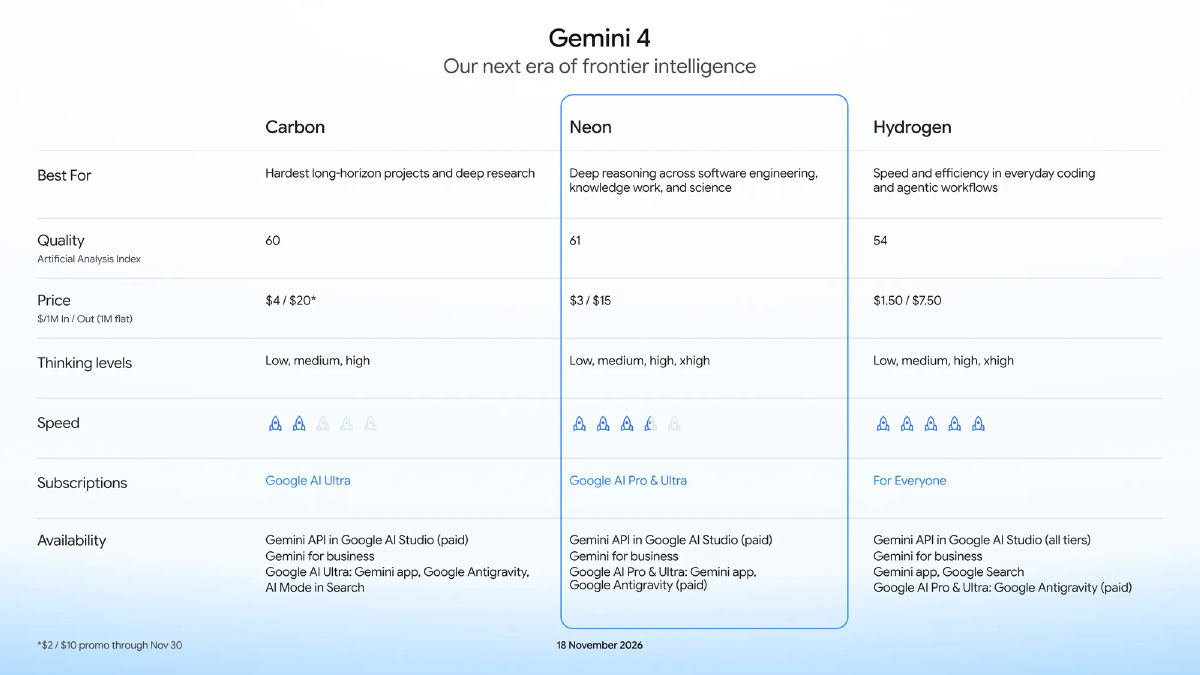 Gemini 4
Our next era of frontier intelligence
Carbon
Neon
Hydrogen
Best For
Hardest long-horizon projects and deep research
Deep reasoning across software engineering,
knowledge work, and science
Speed and efficiency in everyday coding
and agentic workflows
Quality
Artificial Analysis Index
60
61
54
Price
$/1M In / Out (1M flat)
$4 / $20*
$3 / $15
$1.50 / $7.50
Thinking levels
Low, medium, high
Low, medium, high, xhigh
Low, medium, high, xhigh
Speed
Subscriptions
Google AI Ultra
Google AI Pro & Ultra
For Everyone
Availability
Gemini API in Google AI Studio (paid)
Gemini for business
Google AI Ultra: Gemini app, Google Antigravity,
AI Mode in Search
Gemini API in Google AI Studio (paid)
Gemini for business
Google AI Pro & Ultra: Gemini app,
Google Antigravity (paid)
Gemini API in Google AI Studio (all tiers)
Gemini for business
Gemini app, Google Search
Google AI Pro & Ultra: Google Antigravity (paid)
*$2 / $10 promo through Nov 30
18 November 2026